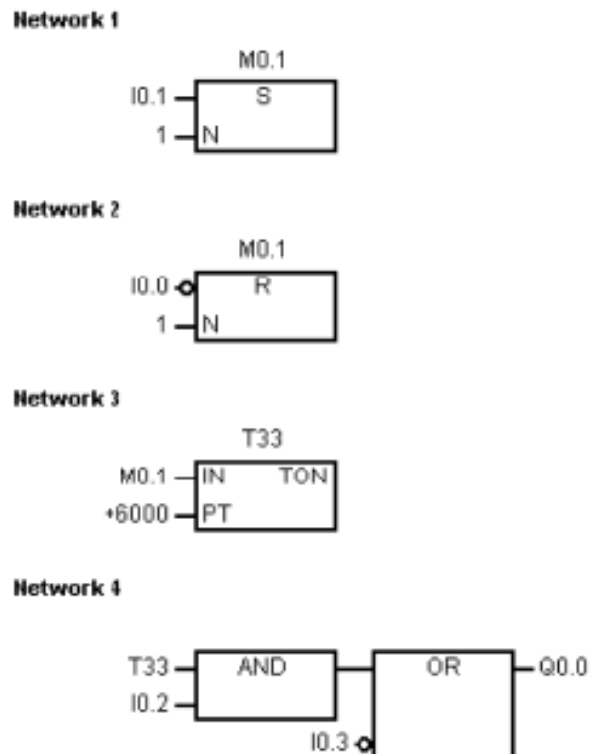 Network 1
M0.1
I0.1 S
1 N
Network 2
M0.1
I0.0 R
1 N
Network 3
T33
M0.1 IN TON
+6000 PT
Network 4
T33 AND OR Q0.0
I0.2
I0.3